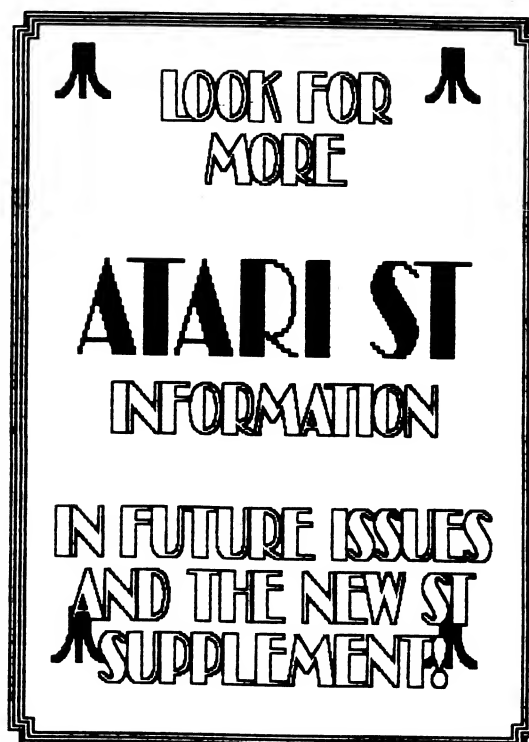 LOOK FOR
MORE
ATARI ST
INFORMATION
IN FUTURE ISSUES
AND THE NEW ST
SUPPLEMENT!